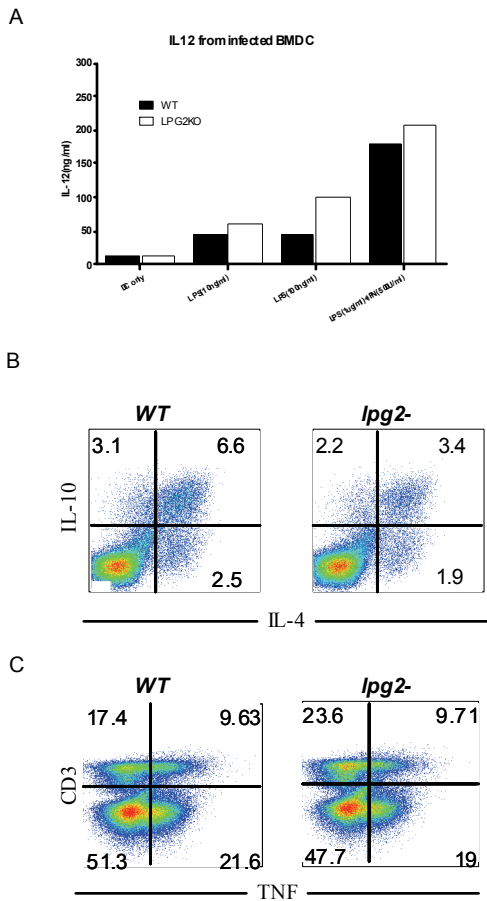 A
IL12 from infected BMDC
300
250
200
150
100
50
0
IL-12(ng/ml)
WT
LPG2KO
DC only
LPS(10ng/ml)
LPS(100ng/ml)
LPS(1ug/ml)+IFN(500U/ml)
B
WT
lpg2-
3.1 6.6
2.5
2.2 3.4
1.9
IL-10
IL-4
C
WT
lpg2-
17.4 9.63
51.3 21.6
23.6 9.71
47.7 19
CD3
TNF